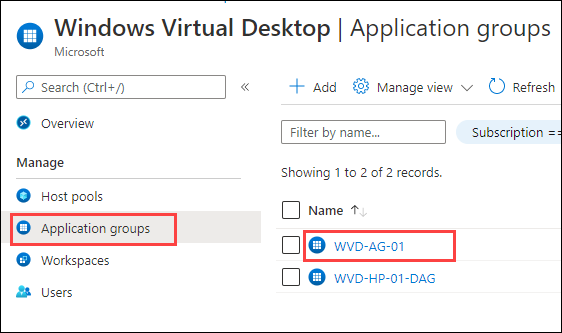 Windows Virtual Desktop | Application groups
Microsoft
Search (Ctrl+/)
«
Overview
Manage
Host pools
Application groups
Workspaces
Users
+ Add
Manage view
Refresh
Filter by name...
Subscription ==
Showing 1 to 2 of 2 records.
Name ↑↓
WVD-AG-01
WVD-HP-01-DAG